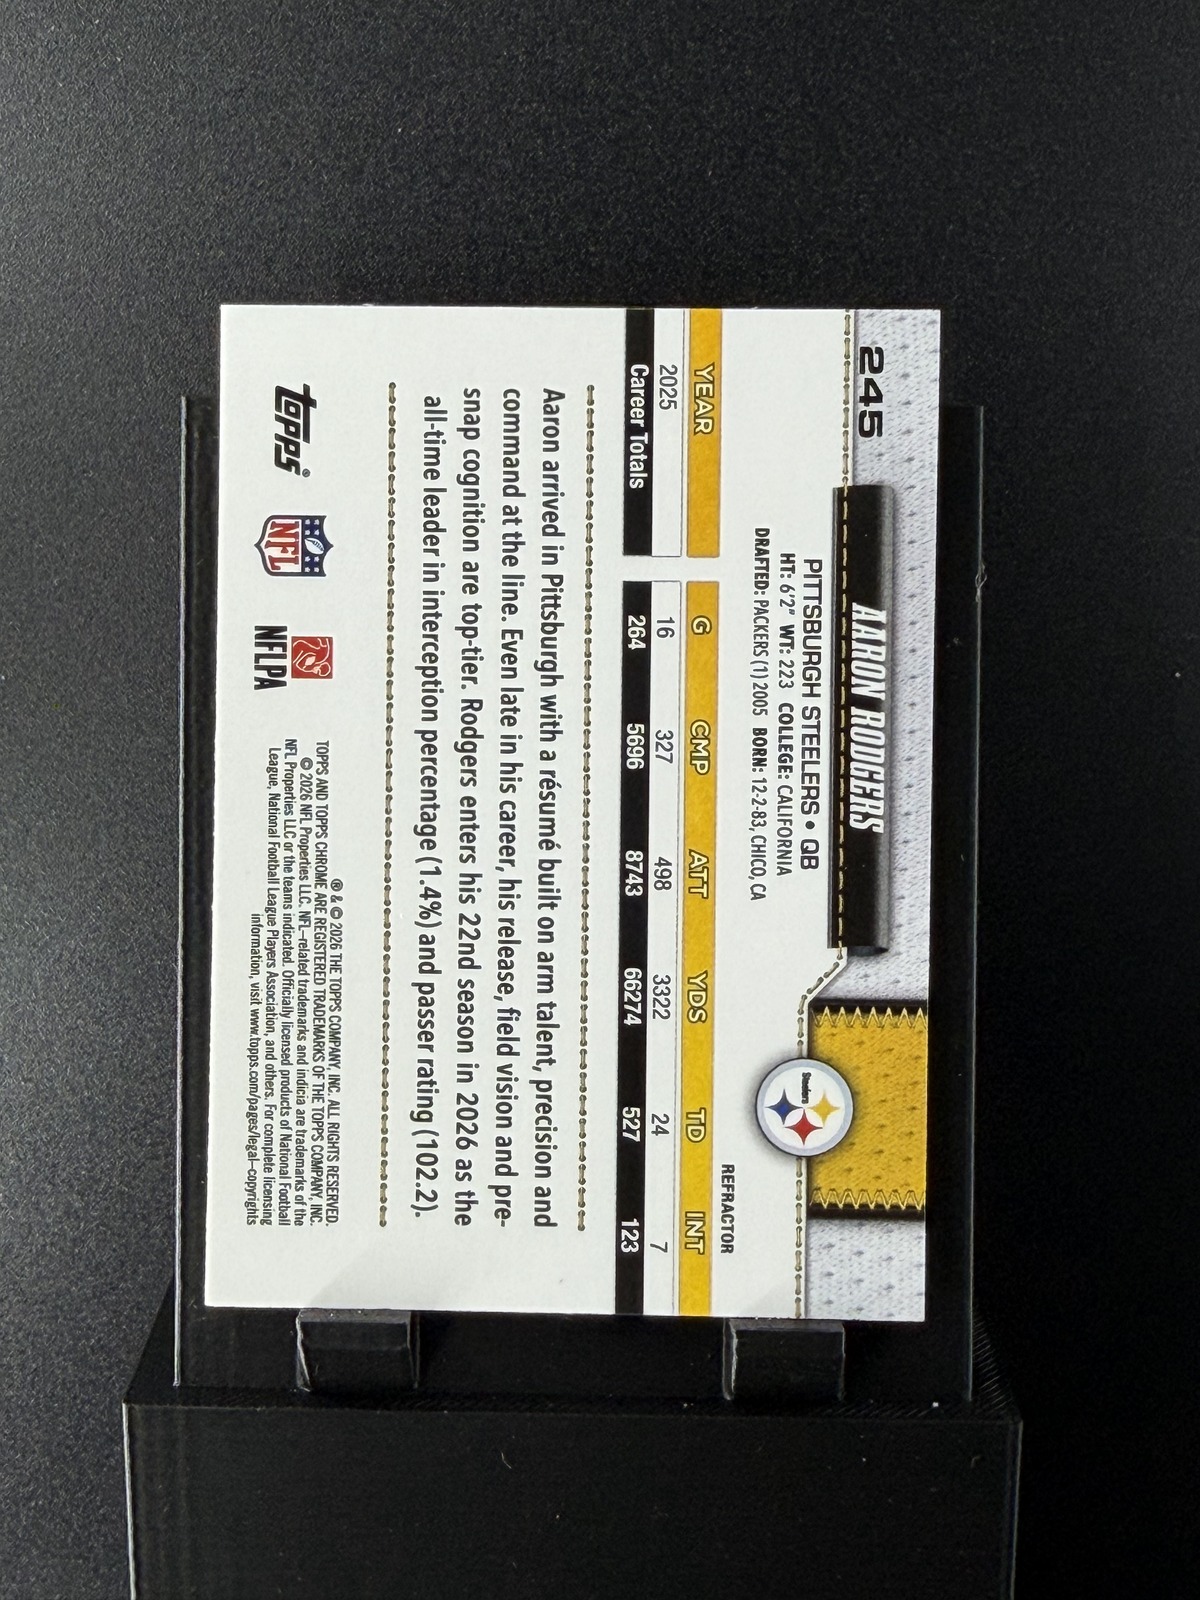 245
AARON RODGERS
PITTSBURGH STEELERS • QB
HT: 6'2" WT: 223 COLLEGE: CALIFORNIA
DRAFTED: PACKERS (1) 2005 BORN: 12-2-83, CHICO, CA
Steelers
REFRACTOR
YEAR G CMP ATT YDS TD INT
2025 16 327 498 3322 24 7
Career Totals 264 5696 8743 66274 527 123
Aaron arrived in Pittsburgh with a résumé built on arm talent, precision and
command at the line. Even late in his career, his release, field vision and pre-
snap cognition are top-tier. Rodgers enters his 22nd season in 2026 as the
all-time leader in interception percentage (1.4%) and passer rating (102.2).
topps®
NFL
NFLPA
® & © 2026 THE TOPPS COMPANY, INC. ALL RIGHTS RESERVED.
TOPPS AND TOPPS CHROME ARE REGISTERED TRADEMARKS OF THE TOPPS COMPANY, INC.
© 2026 NFL Properties LLC. NFL-related trademarks and indicia are trademarks of the
NFL Properties LLC or the teams indicated. Officially licensed products of National Football
League, National Football League Players Association, and others. For complete licensing
information, visit www.topps.com/pages/legal-copyrights